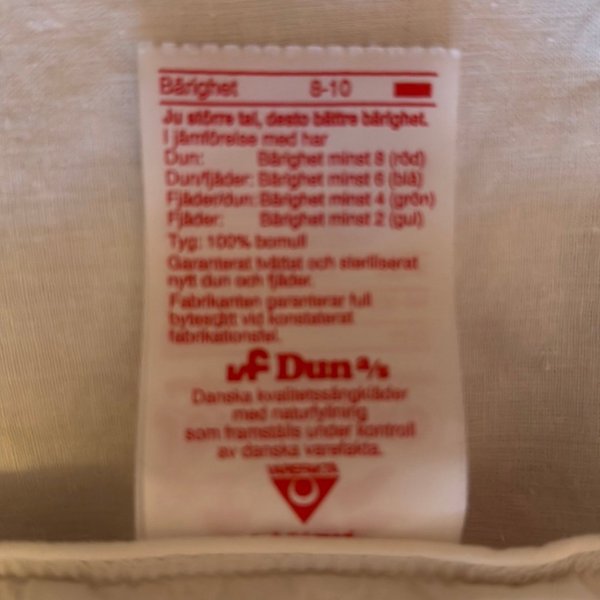 Bärighet 8-10
Ju större tal, desto bättre bärighet.
I jämförelse med har
Dun: Bärighet minst 8 (röd)
Dun/fjäder: Bärighet minst 6 (blå)
Fjäder/dun: Bärighet minst 4 (grön)
Fjäder: Bärighet minst 2 (gul)
Tyg: 100% bomull
Garanterat tvättat och steriliserat
nytt dun och fjäder.
Fabrikanten garanterar full
bytesrätt vid konstaterat
fabrikationsfel.
Dun a/s
Danska kvalitetssängkläder
med naturfyllning
som framställs under kontroll
av danska varefakta.
VAREFAKTA